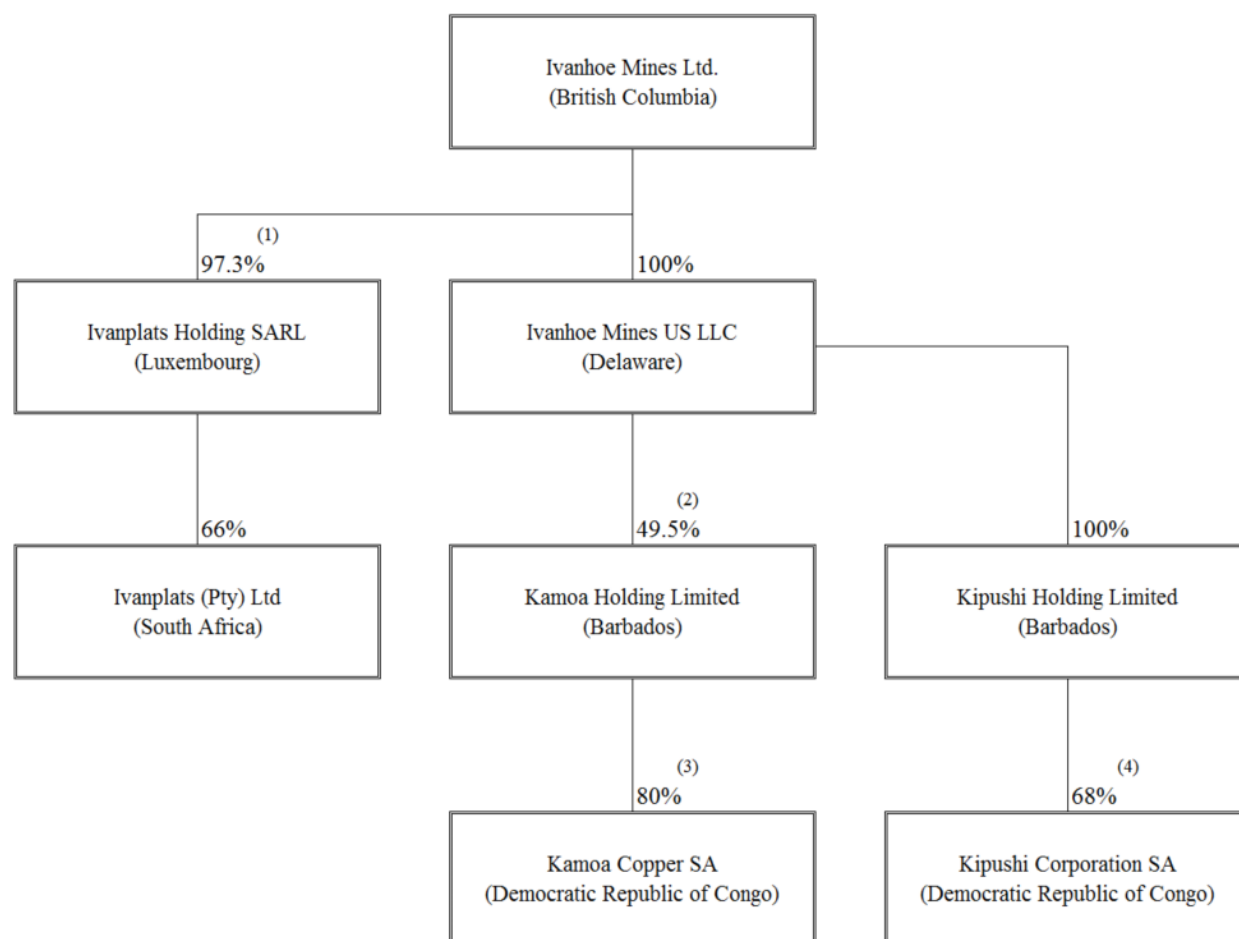 Ivanhoe Mines Ltd.
(British Columbia)
(1)
97.3%
100%
Ivanplats Holding SARL
(Luxembourg)
Ivanhoe Mines US LLC
(Delaware)
(2)
66%
49.5%
100%
Ivanplats (Pty) Ltd
(South Africa)
Kamoa Holding Limited
(Barbados)
Kipushi Holding Limited
(Barbados)
(3)
(4)
80%
68%
Kamoa Copper SA
(Democratic Republic of Congo)
Kipushi Corporation SA
(Democratic Republic of Congo)